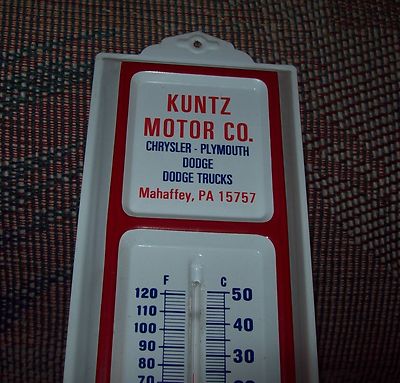 KUNTZ
MOTOR CO.
CHRYSLER - PLYMOUTH
DODGE
DODGE TRUCKS
Mahaffey, PA 15757
F C
120 50
110
100 40
90
80 30
70